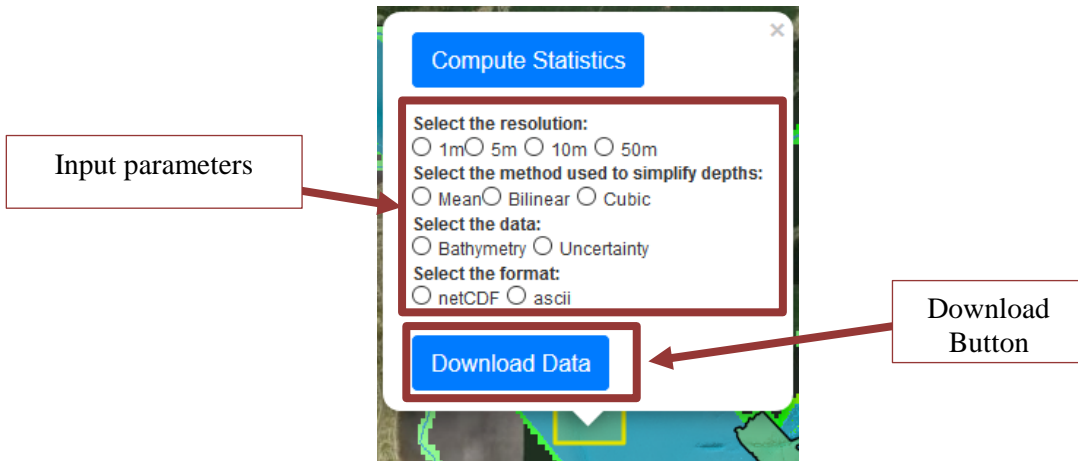 ×
Compute Statistics
Select the resolution:
1m 5m 10m 50m
Select the method used to simplify depths:
Mean Bilinear Cubic
Select the data:
Bathymetry Uncertainty
Select the format:
netCDF ascii
Download Data
Input parameters
Download
Button